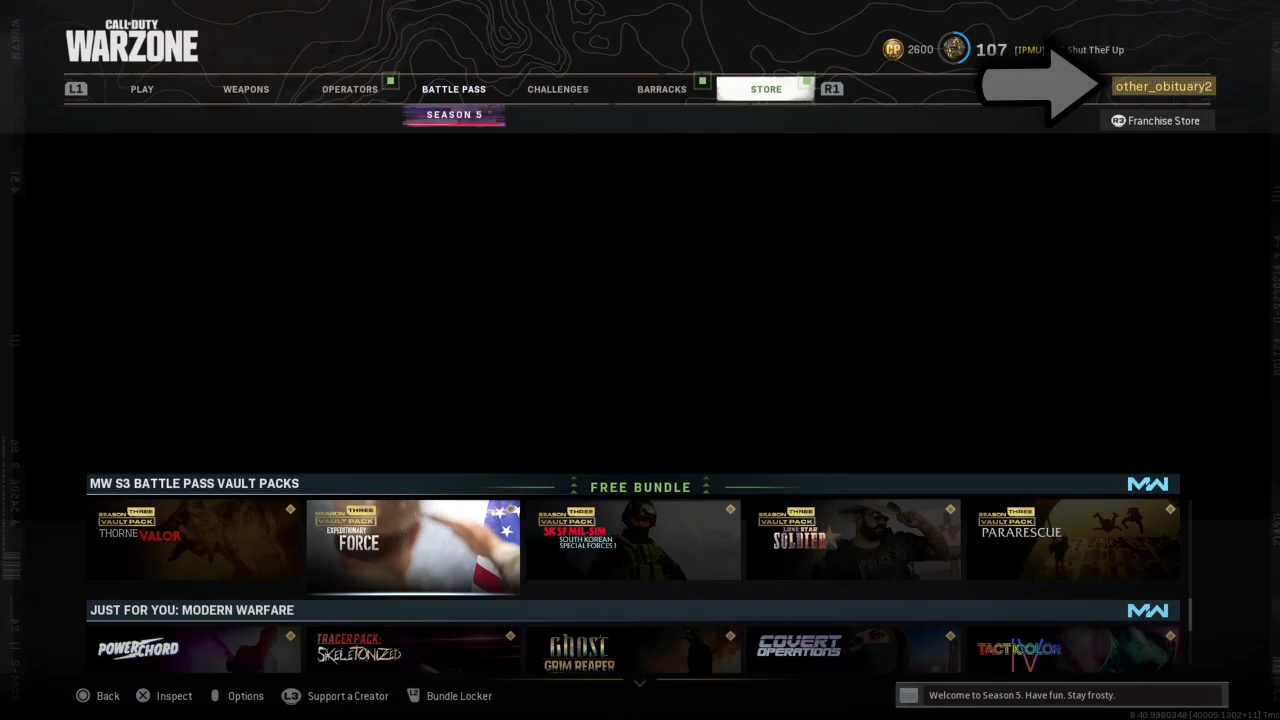 CALL OF DUTY
WARZONE
CP 2600 107 [IPMU] Shut TheF Up
L1 PLAY WEAPONS OPERATORS BATTLE PASS CHALLENGES BARRACKS STORE R1 other_obituary2
SEASON 5
R3 Franchise Store
MW S3 BATTLE PASS VAULT PACKS
FREE BUNDLE
MW
SEASON THREE
VAULT PACK
THORNE VALOR
SEASON THREE
VAULT PACK
EXPEDITIONARY
FORCE
SEASON THREE
VAULT PACK
SKSF MIL-SIM
SOUTH KOREAN
SPECIAL FORCES I
SEASON THREE
VAULT PACK
LONE STAR
SOLDIER
SEASON THREE
VAULT PACK
PARARESCUE
JUST FOR YOU: MODERN WARFARE
MW
POWER CHORD
TRACER PACK:
SKELETONIZED
GHOST
GRIM REAPER
COVERT
OPERATIONS
TACTICOLOR
IV
Back Inspect Options L3 Support a Creator L2 Bundle Locker
Welcome to Season 5. Have fun. Stay frosty.